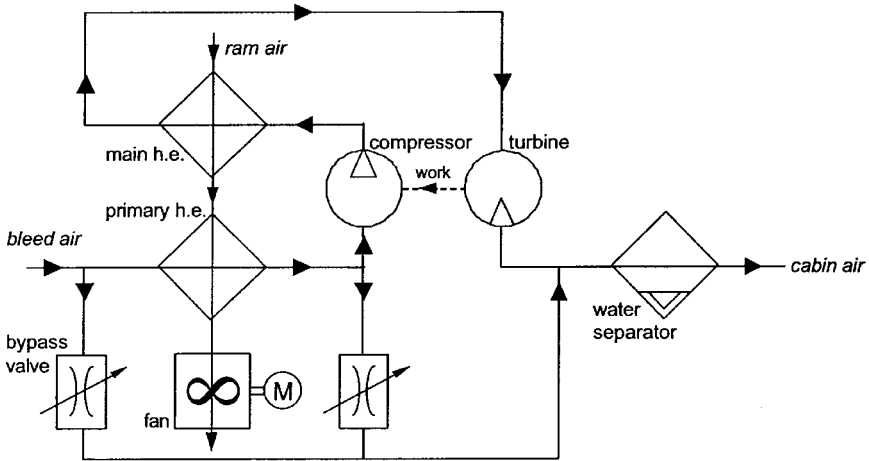 ram air
compressor
turbine
main h.e.
work
primary h.e.
bleed air
cabin air
water
separator
bypass
valve
M
fan